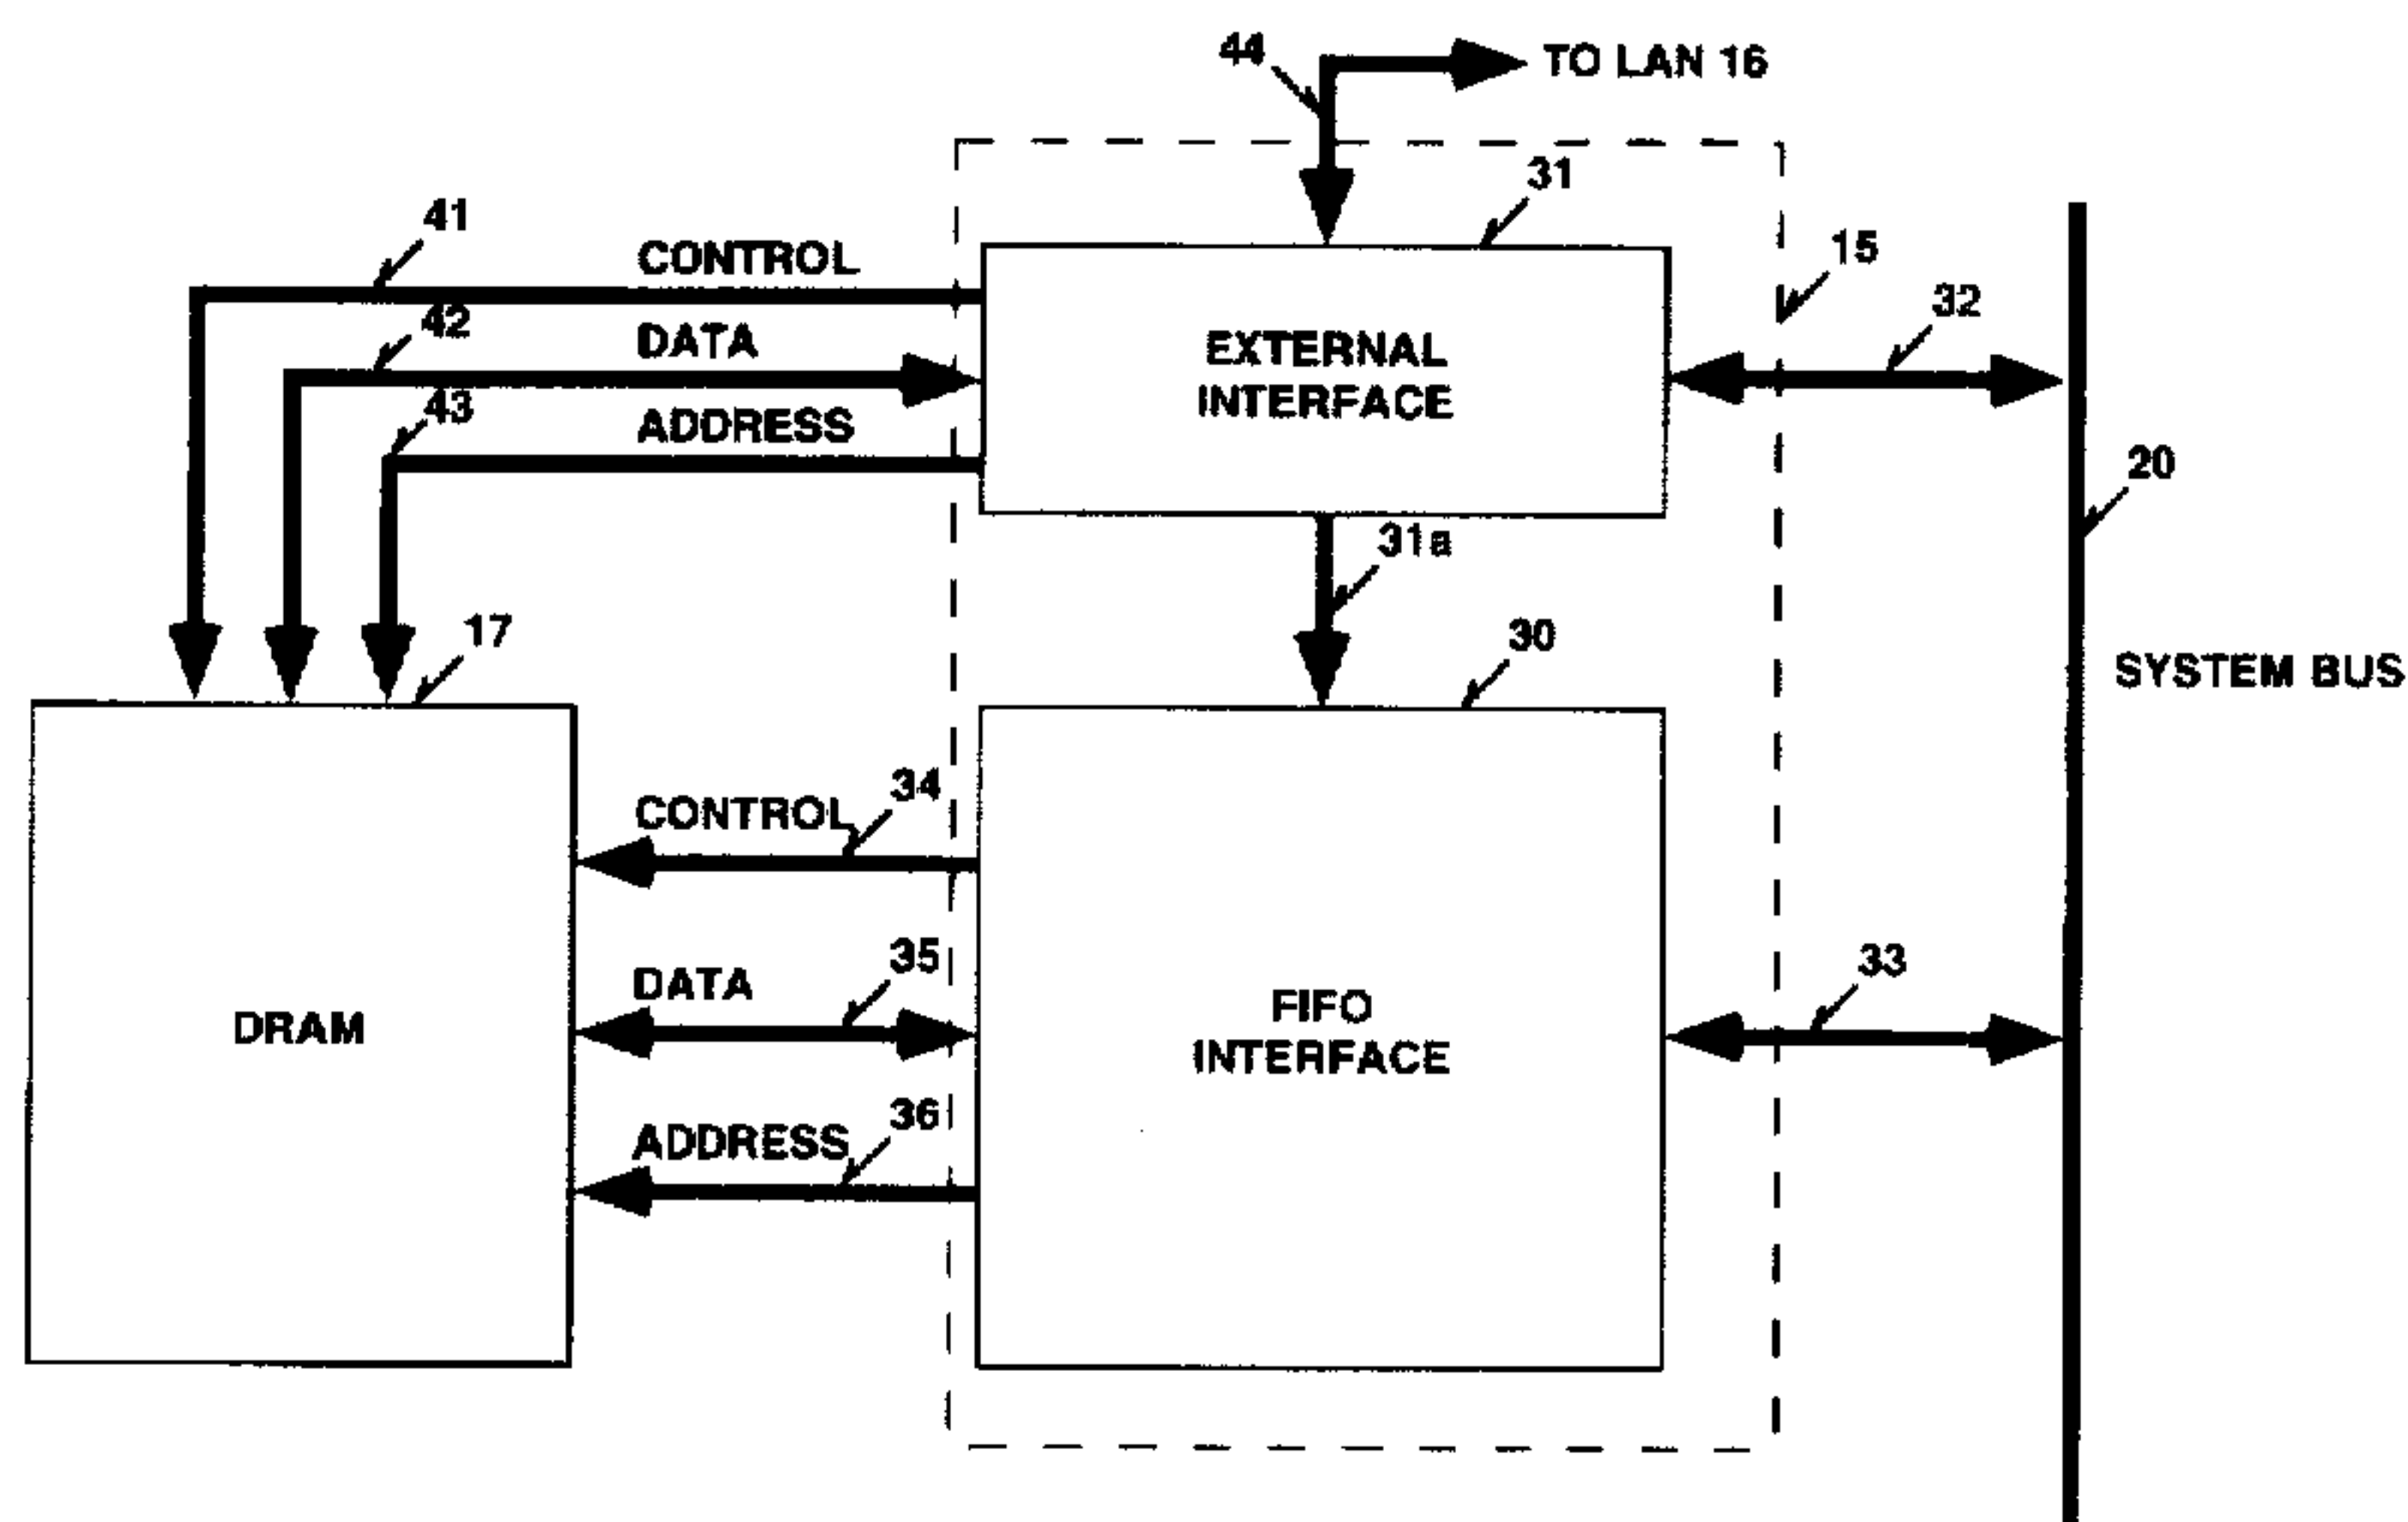 44
TO LAN 16
31
41
CONTROL
15
42
DATA
32
EXTERNAL
INTERFACE
43
ADDRESS
20
31a
17
30
SYSTEM BUS
34
CONTROL
35
DATA
33
DRAM
FIFO
INTERFACE
36
ADDRESS